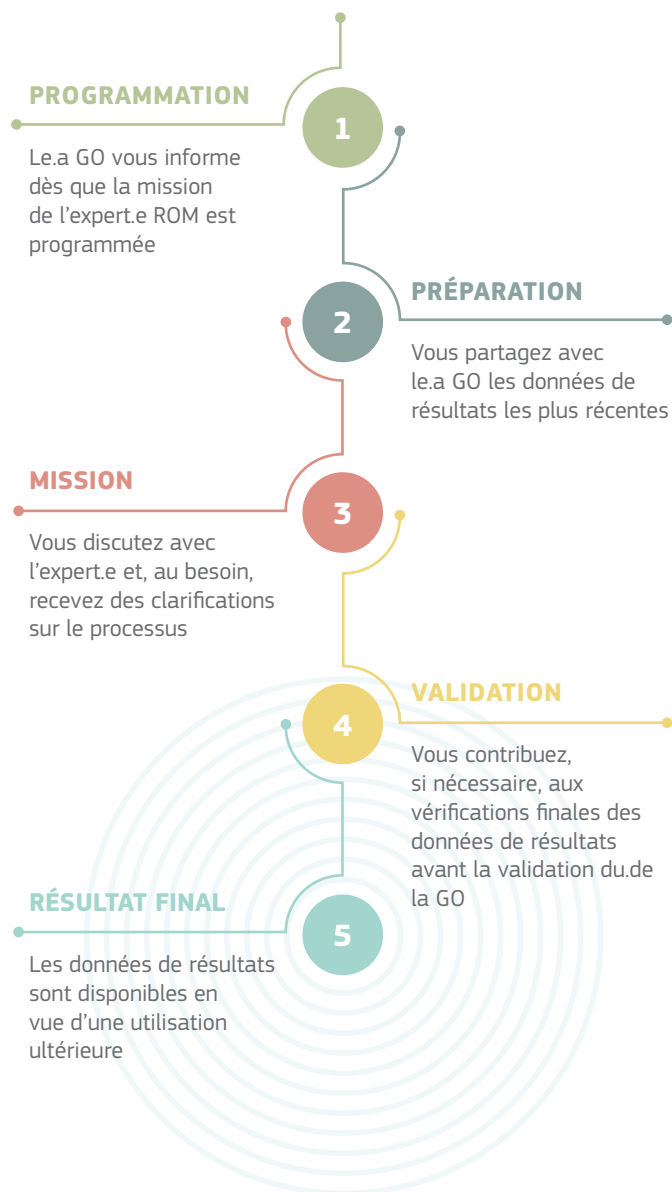 PROGRAMMATION
1
Le.a GO vous informe
dès que la mission
de l'expert.e ROM est
programmée
PRÉPARATION
2
Vous partagez avec
le.a GO les données de
résultats les plus récentes
MISSION
3
Vous discutez avec
l'expert.e et, au besoin,
recevez des clarifications
sur le processus
VALIDATION
4
Vous contribuez,
si nécessaire, aux
vérifications finales des
données de résultats
avant la validation du.de
la GO
RÉSULTAT FINAL
5
Les données de résultats
sont disponibles en
vue d'une utilisation
ultérieure